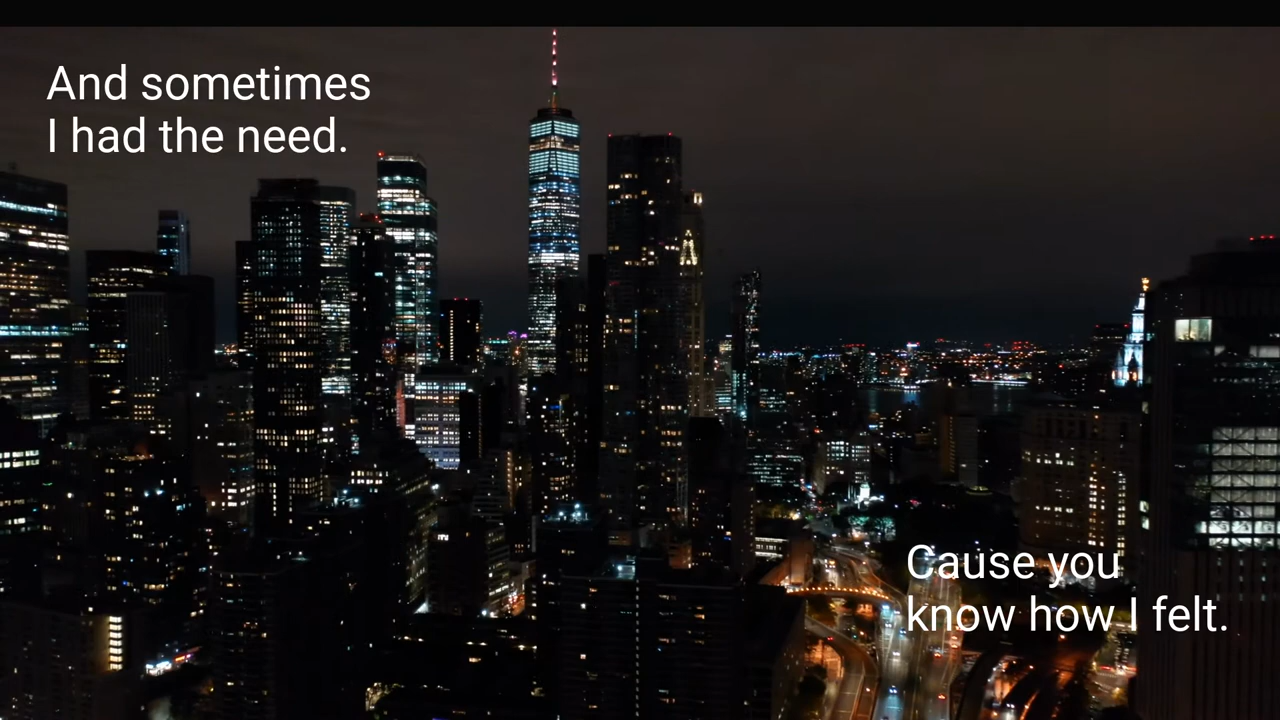 And sometimes
I had the need.
Cause you
know how I felt.